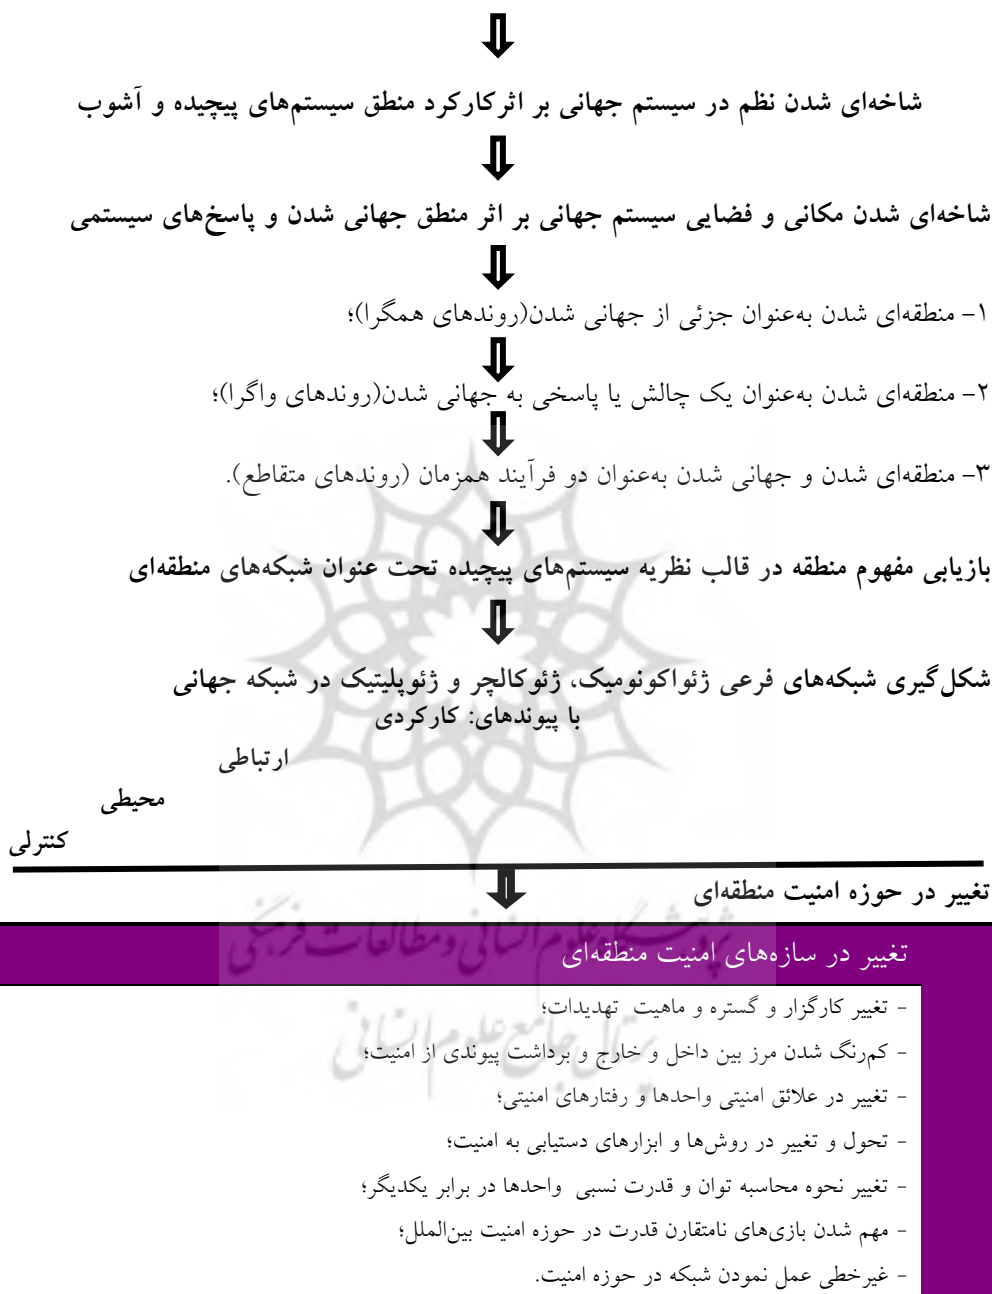 شاخه‌ای شدن نظم در سیستم جهانی بر اثرکارکرد منطق سیستم‌های پیچیده و آشوب
شاخه‌ای شدن مکانی و فضایی سیستم جهانی بر اثر منطق جهانی شدن و پاسخ‌های سیستمی
۱- منطقه‌ای شدن به‌عنوان جزئی از جهانی شدن(روندهای همگرا)؛
۲- منطقه‌ای شدن به‌عنوان یک چالش یا پاسخی به جهانی شدن(روندهای واگرا)؛
۳- منطقه‌ای شدن و جهانی شدن به‌عنوان دو فرآیند همزمان (روندهای متقاطع).
بازیابی مفهوم منطقه در قالب نظریه سیستم‌های پیچیده تحت عنوان شبکه‌های منطقه‌ای
شکل‌گیری شبکه‌های فرعی ژئواکونومیک، ژئوکالچر و ژئوپلیتیک در شبکه جهانی
با پیوندهای: کارکردی
ارتباطی
محیطی
کنترلی
تغییر در حوزه امنیت منطقه‌ای
پژوهشگاه علوم انسانی و مطالعات فرهنگی
تغییر در سازه‌های امنیت منطقه‌ای
پرتال جامع علوم انسانی
- تغییر کارگزار و گستره و ماهیت تهدیدات؛
- کم‌رنگ شدن مرز بین داخل و خارج و برداشت پیوندی از امنیت؛
- تغییر در علائق امنیتی واحدها و رفتارهای امنیتی؛
- تحول و تغییر در روش‌ها و ابزارهای دستیابی به امنیت؛
- تغییر نحوه محاسبه توان و قدرت نسبی واحدها در برابر یکدیگر؛
- مهم شدن بازی‌های نامتقارن قدرت در حوزه امنیت بین‌الملل؛
- غیرخطی عمل نمودن شبکه در حوزه امنیت.